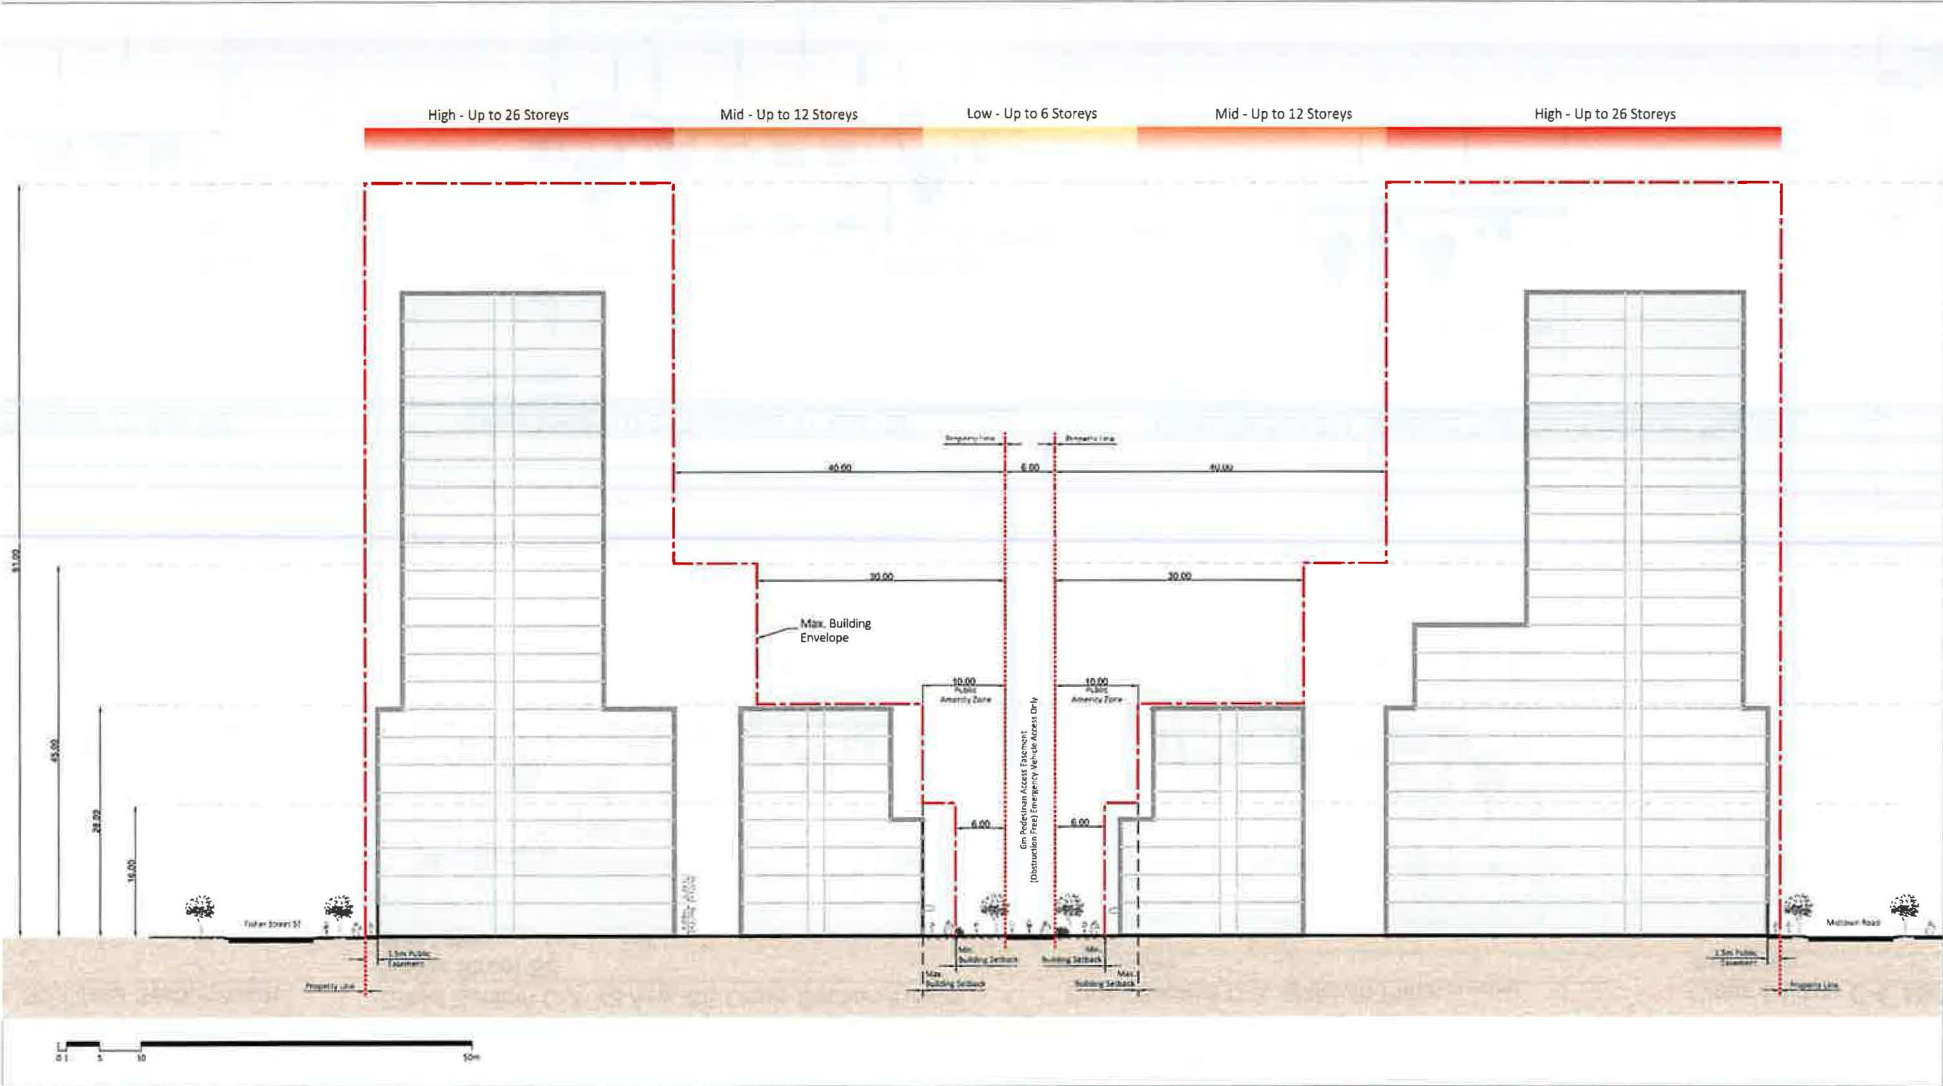 High - Up to 26 Storeys
Mid - Up to 12 Storeys
Low - Up to 6 Storeys
Mid - Up to 12 Storeys
High - Up to 26 Storeys
Property Line
Property Line
40.00
6.00
40.00
91.00
45.00
28.00
16.00
30.00
30.00
Max. Building
Envelope
10.00
Public
Amenity Zone
10.00
Public
Amenity Zone
6m Pedestrian Access Easement
(Obstruction Free) Emergency Vehicle Access Only
6.00
6.00
Fisher Street ST
Midtown Road
1.5m Public
Easement
Property Line
Min.
Building Setback
Max.
Building Setback
Min.
Building Setback
Max.
Building Setback
1.5m Public
Easement
Property Line
0 1 5 10 50m